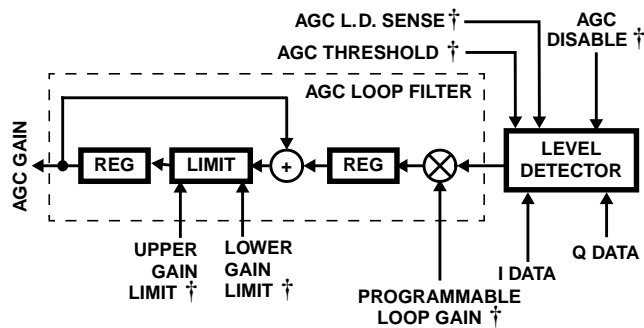 AGC L.D. SENSE †
AGC
DISABLE †
AGC THRESHOLD †
AGC LOOP FILTER
AGC GAIN
REG
LIMIT
+
REG
LEVEL
DETECTOR
UPPER
GAIN
LIMIT †
LOWER
GAIN
LIMIT †
PROGRAMMABLE
LOOP GAIN †
I DATA
Q DATA